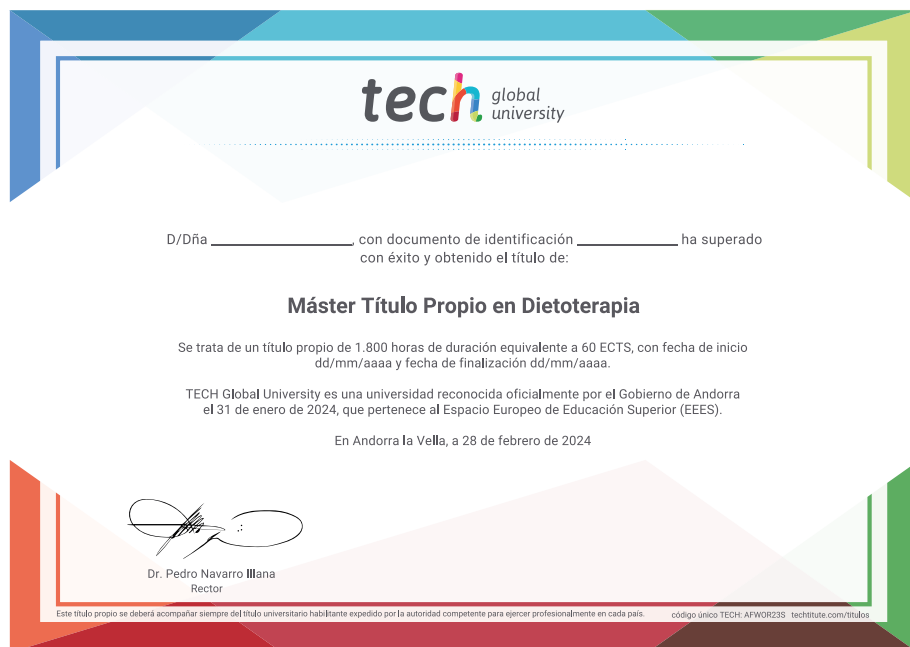 tech global
university
D/Dña ______________, con documento de identificación __________ ha superado
con éxito y obtenido el título de:
Máster Título Propio en Dietoterapia
Se trata de un título propio de 1.800 horas de duración equivalente a 60 ECTS, con fecha de inicio
dd/mm/aaaa y fecha de finalización dd/mm/aaaa.
TECH Global University es una universidad reconocida oficialmente por el Gobierno de Andorra
el 31 de enero de 2024, que pertenece al Espacio Europeo de Educación Superior (EEES).
En Andorra la Vella, a 28 de febrero de 2024
Dr. Pedro Navarro Illana
Rector
Este título propio se deberá acompañar siempre del título universitario habilitante expedido por la autoridad competente para ejercer profesionalmente en cada país. código único TECH: AFWOR23S techtitute.com/titulos